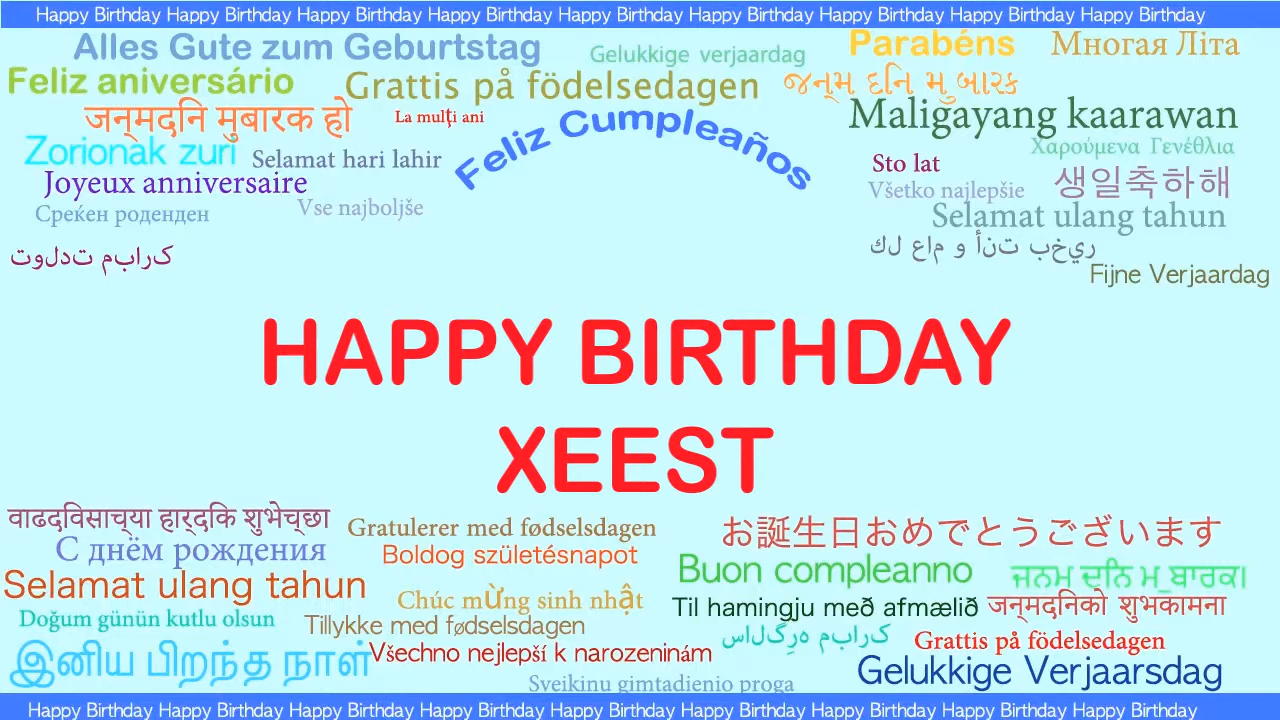 Happy Birthday Happy Birthday Happy Birthday Happy Birthday Happy Birthday Happy Birthday Happy Birthday Happy Birthday Happy Birthday
Alles Gute zum Geburtstag
Gelukkige verjaardag
Parabéns
Многая Літа
Feliz aniversário
Grattis på födelsedagen
જન્મ દિન મુબારક
जन्मदिन मुबारक हो
La mulţi ani
Feliz Cumpleaños
Maligayang kaarawan
Zorionak zuri
Selamat hari lahir
Sto lat
Χαρούμενα Γενέθλια
Joyeux anniversaire
Všetko najlepšie
생일축하해
Среќен роденден
Vse najboljše
Selamat ulang tahun
تولدت مبارک
كل عام و أنت بخير
Fijne Verjaardag
HAPPY BIRTHDAY
XEEST
वाढदिवसाच्या हार्दिक शुभेच्छा
Gratulerer med fødselsdagen
お誕生日おめでとうございます
С днём рождения
Boldog születésnapot
Buon compleanno
ਜਨਮ ਦਿਨ ਮੁਬਾਰਕ।
Selamat ulang tahun
Chúc mừng sinh nhật
Til hamingju með afmælið
जन्मदिनको शुभकामना
Doğum günün kutlu olsun
Tillykke med fødselsdagen
سالگرہ مبارک
Grattis på födelsedagen
இனிய பிறந்த நாள்
Všechno nejlepší k narozeninám
Gelukkige Verjaarsdag
Sveikinu gimtadienio proga
Happy Birthday Happy Birthday Happy Birthday Happy Birthday Happy Birthday Happy Birthday Happy Birthday Happy Birthday Happy Birthday